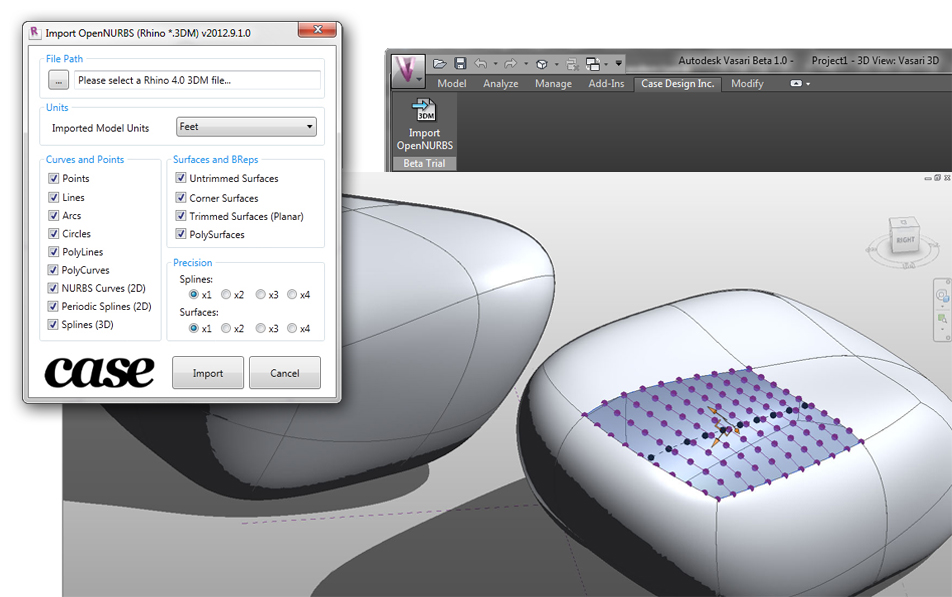 Import OpenNURBS (Rhino *.3DM) v2012.9.1.0
File Path
... Please select a Rhino 4.0 3DM file...
Units
Imported Model Units Feet
Curves and Points
Points
Lines
Arcs
Circles
PolyLines
PolyCurves
NURBS Curves (2D)
Periodic Splines (2D)
Splines (3D)
Surfaces and BReps
Untrimmed Surfaces
Corner Surfaces
Trimmed Surfaces (Planar)
PolySurfaces
Precision
Splines:
x1 x2 x3 x4
Surfaces:
x1 x2 x3 x4
case
Import Cancel
Autodesk Vasari Beta 1.0 - Project1 - 3D View: Vasari 3D
Model Analyze Manage Add-Ins Case Design Inc. Modify
3DM
Import
OpenNURBS
Beta Trial
RIGHT